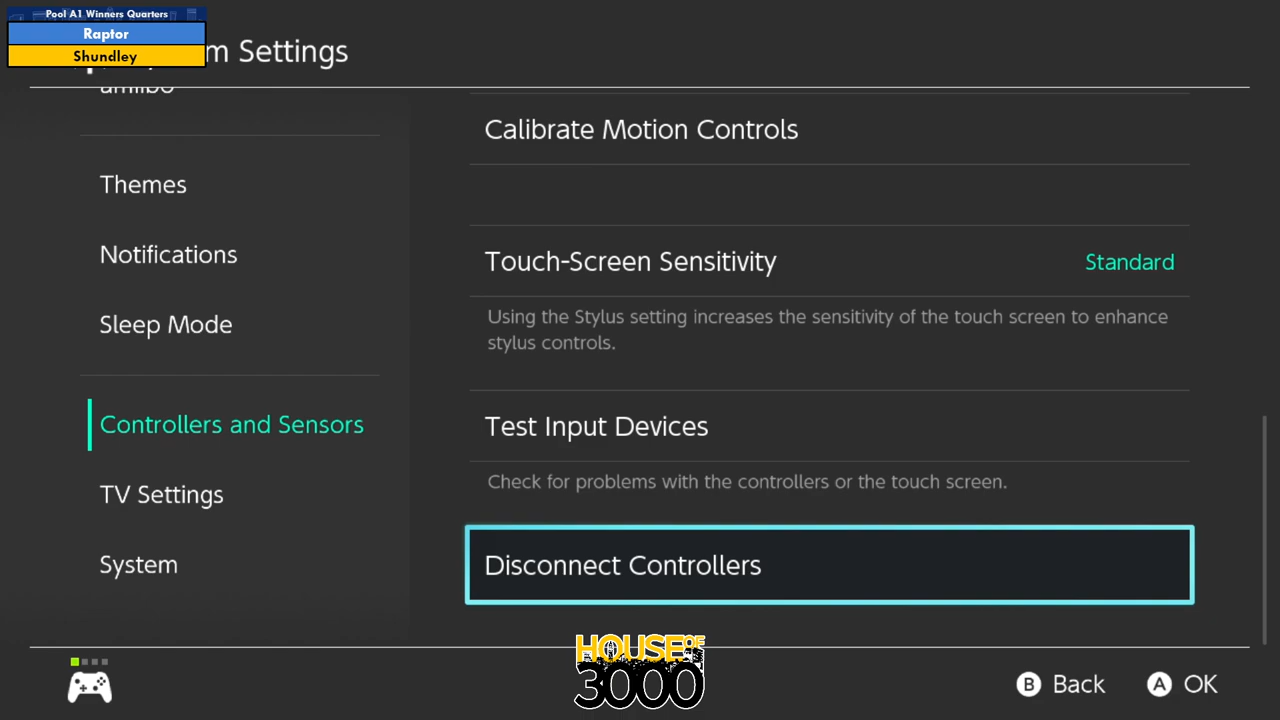 Pool A1 Winners Quarters
Raptor
Shundley
m Settings
amiibo
Themes
Notifications
Sleep Mode
Controllers and Sensors
TV Settings
System
Calibrate Motion Controls
Touch-Screen Sensitivity
Standard
Using the Stylus setting increases the sensitivity of the touch screen to enhance
stylus controls.
Test Input Devices
Check for problems with the controllers or the touch screen.
Disconnect Controllers
HOUSE OF
3000
B Back
A OK